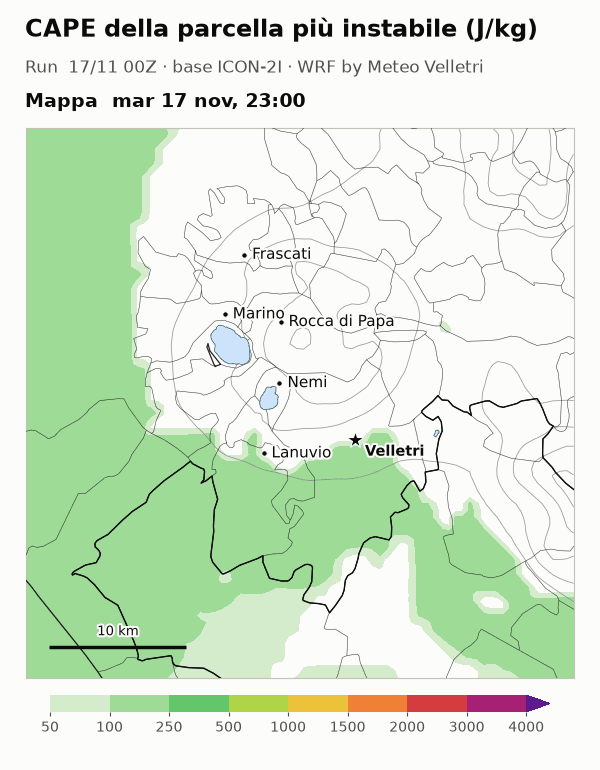 CAPE della parcella più instabile (J/kg)
Run  17/11 00Z · base ICON-2I · WRF by Meteo Velletri
Mappa  mar 17 nov, 23:00
Frascati
Marino
Rocca di Papa
Nemi
Velletri
Lanuvio
10 km
50 100 250 500 1000 1500 2000 3000 4000